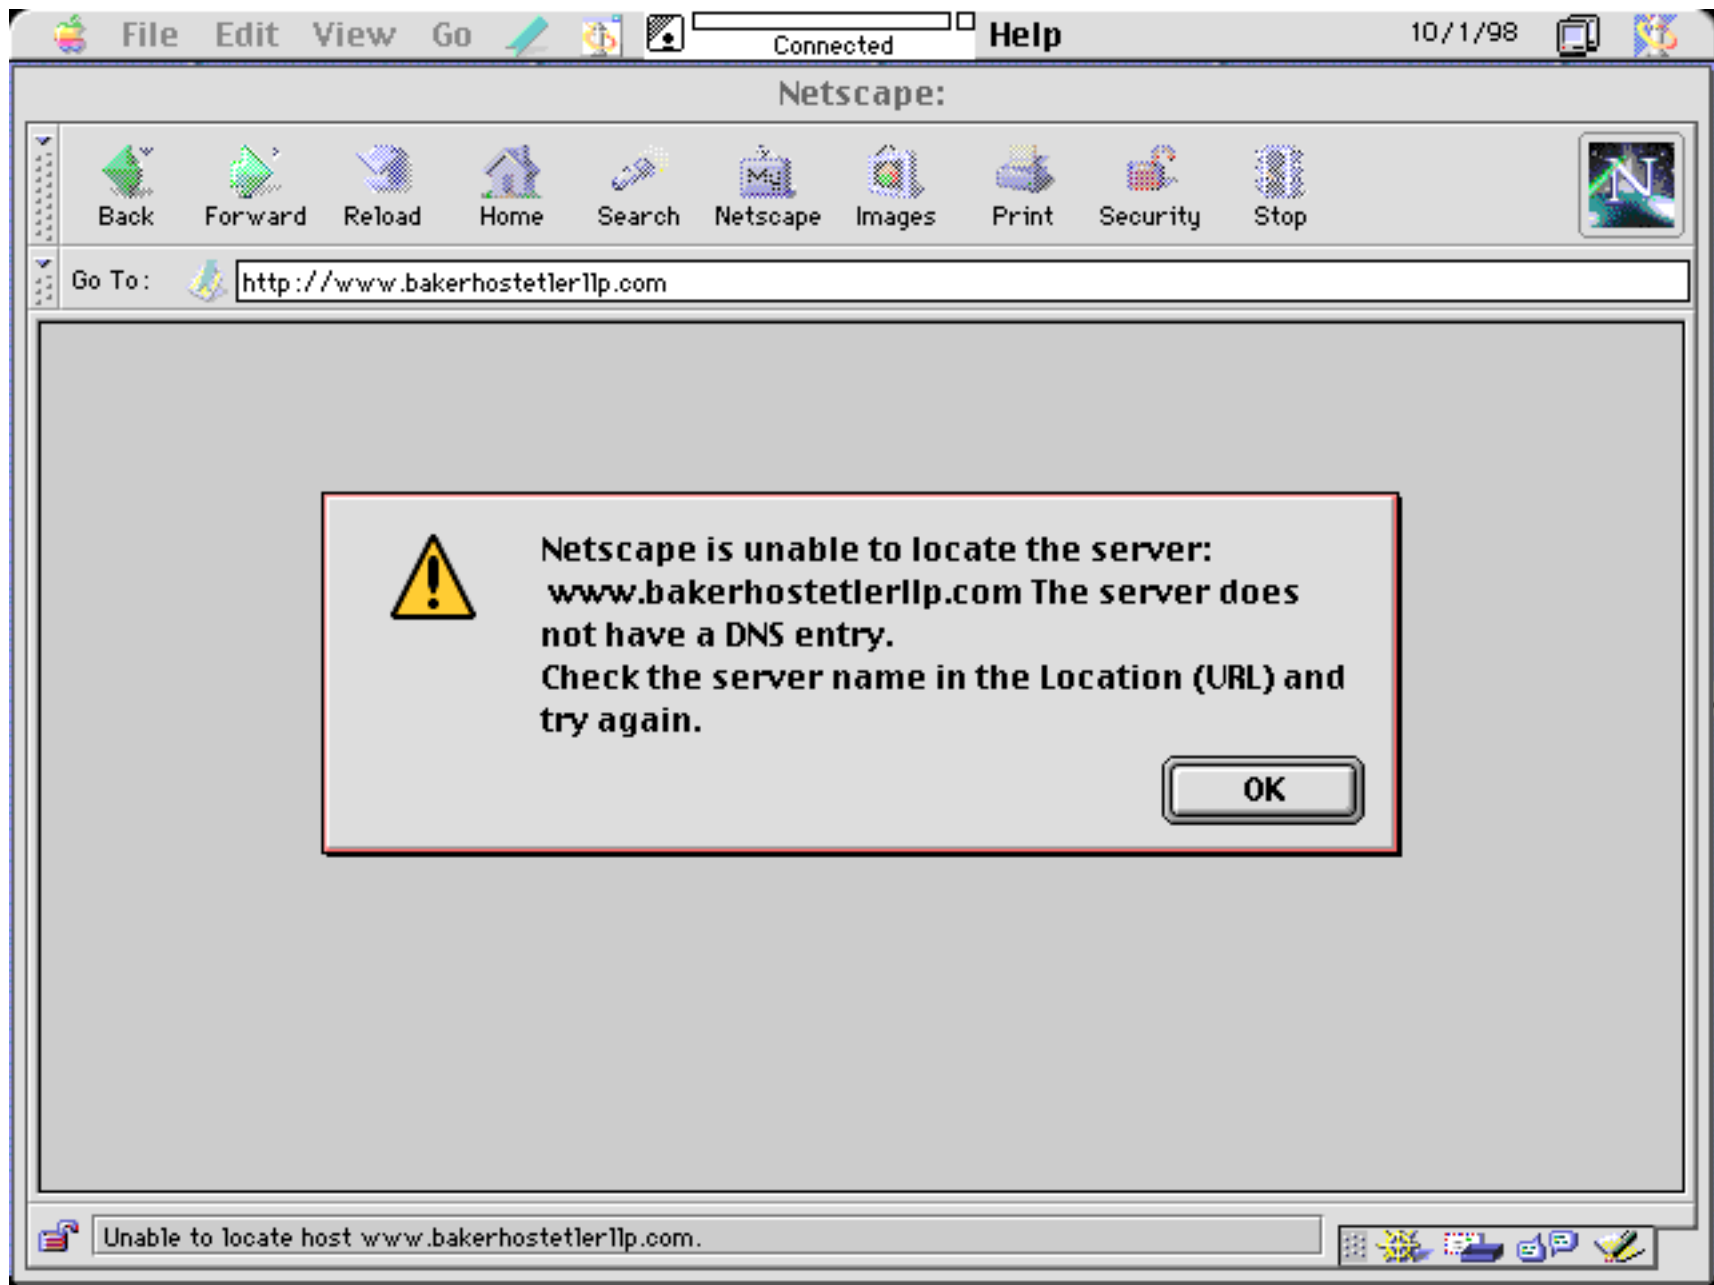 File Edit View Go Connected Help 10/1/98
Netscape:
Back Forward Reload Home Search Netscape Images Print Security Stop
My
N
Go To: http://www.bakerhostetlerllp.com
Netscape is unable to locate the server:
www.bakerhostetlerllp.com The server does
not have a DNS entry.
Check the server name in the Location (URL) and
try again.
OK
Unable to locate host www.bakerhostetlerllp.com.